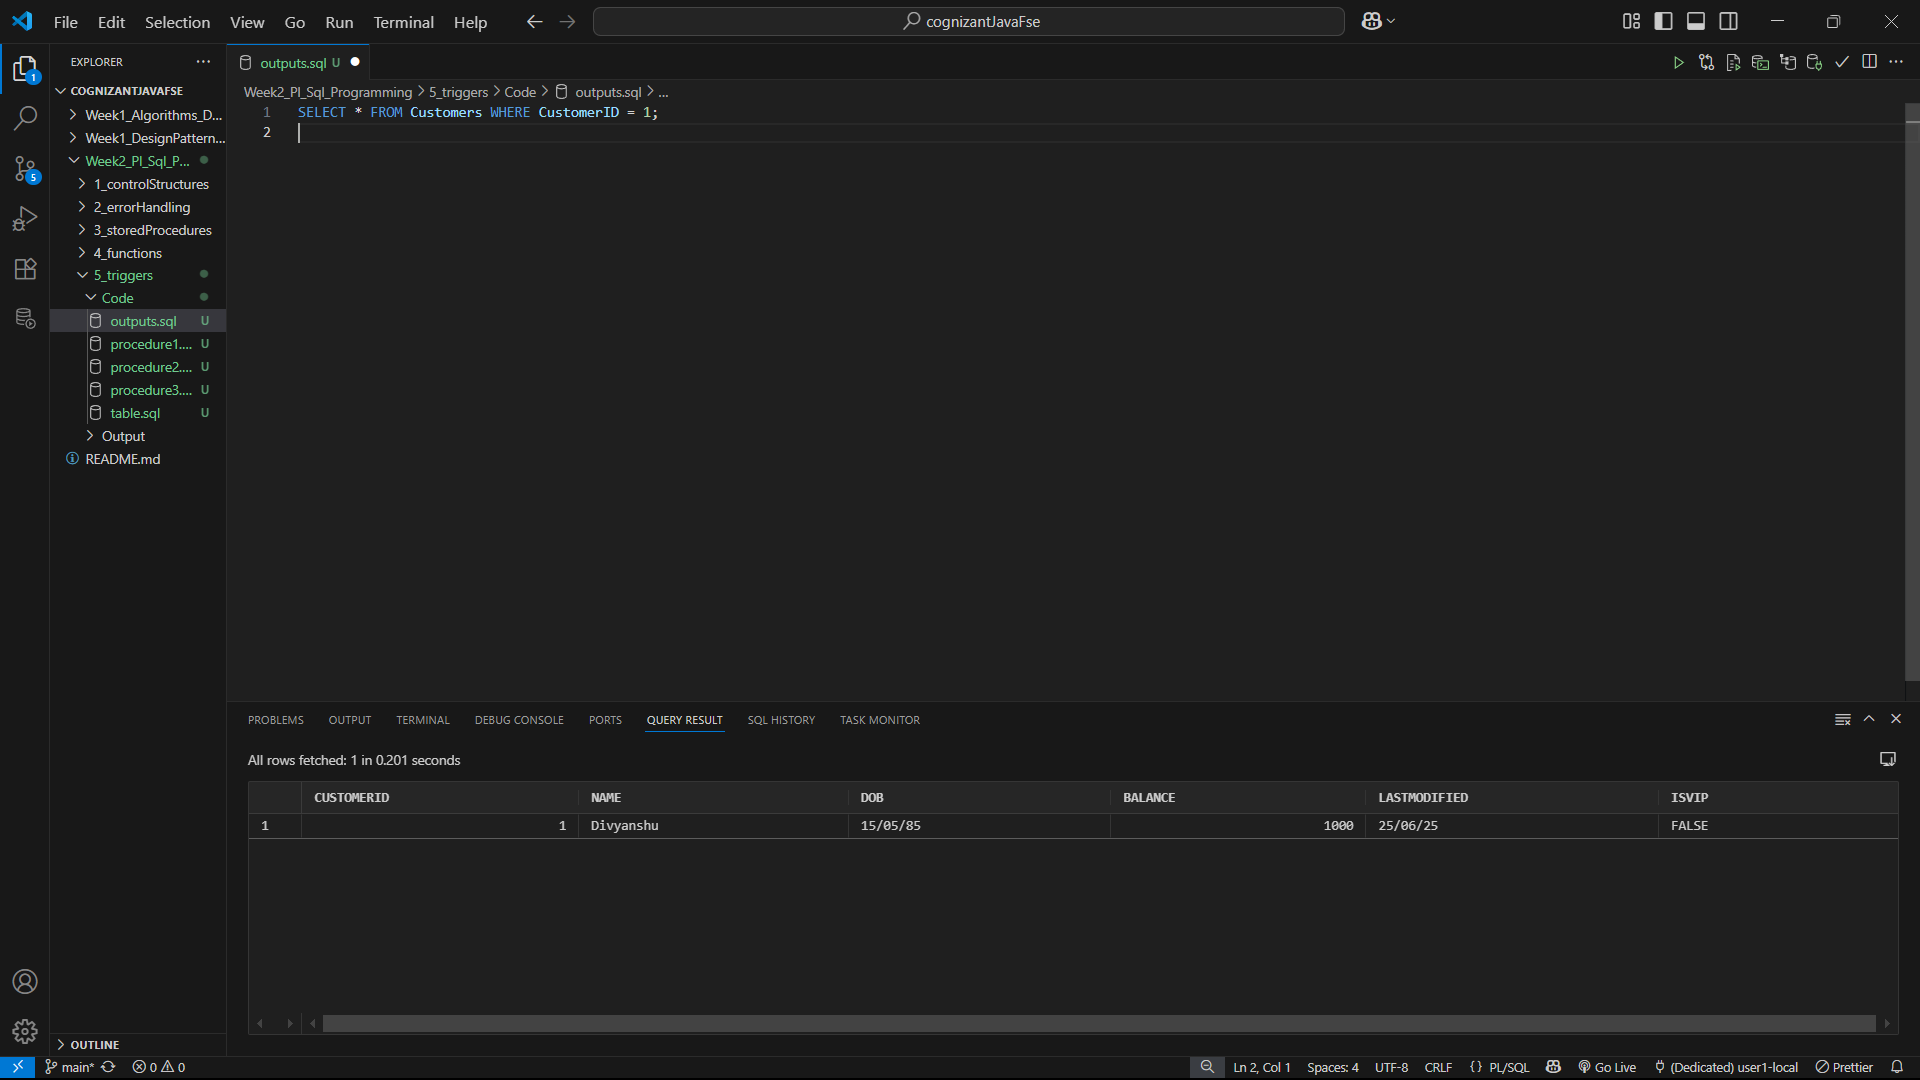 File Edit Selection View Go Run Terminal Help
cognizantJavaFse
EXPLORER
COGNIZANTJAVAFSE
Week1_Algorithms_D...
Week1_DesignPattern...
Week2_Pl_Sql_P...
1_controlStructures
2_errorHandling
3_storedProcedures
4_functions
5_triggers
Code
outputs.sql U
procedure1.... U
procedure2.... U
procedure3.... U
table.sql U
Output
README.md
OUTLINE
1
5
outputs.sql U
Week2_Pl_Sql_Programming > 5_triggers > Code > outputs.sql > ...
1 SELECT * FROM Customers WHERE CustomerID = 1;
2
PROBLEMS OUTPUT TERMINAL DEBUG CONSOLE PORTS QUERY RESULT SQL HISTORY TASK MONITOR
All rows fetched: 1 in 0.201 seconds
CUSTOMERID NAME DOB BALANCE LASTMODIFIED ISVIP
1 1 Divyanshu 15/05/85 1000 25/06/25 FALSE
main* 0 0 Ln 2, Col 1 Spaces: 4 UTF-8 CRLF {} PL/SQL Go Live (Dedicated) user1-local Prettier